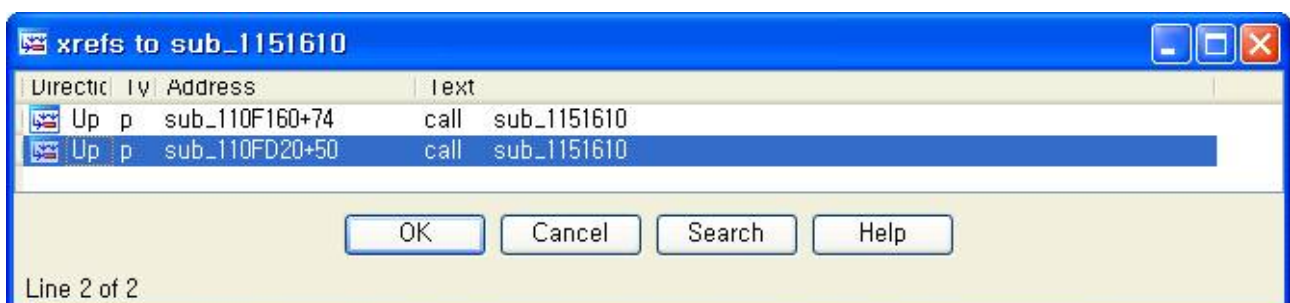 xrefs to sub_1151610
Directic Ty Address Text
Up p sub_110F160+74 call sub_1151610
Up p sub_110FD20+50 call sub_1151610
OK Cancel Search Help
Line 2 of 2